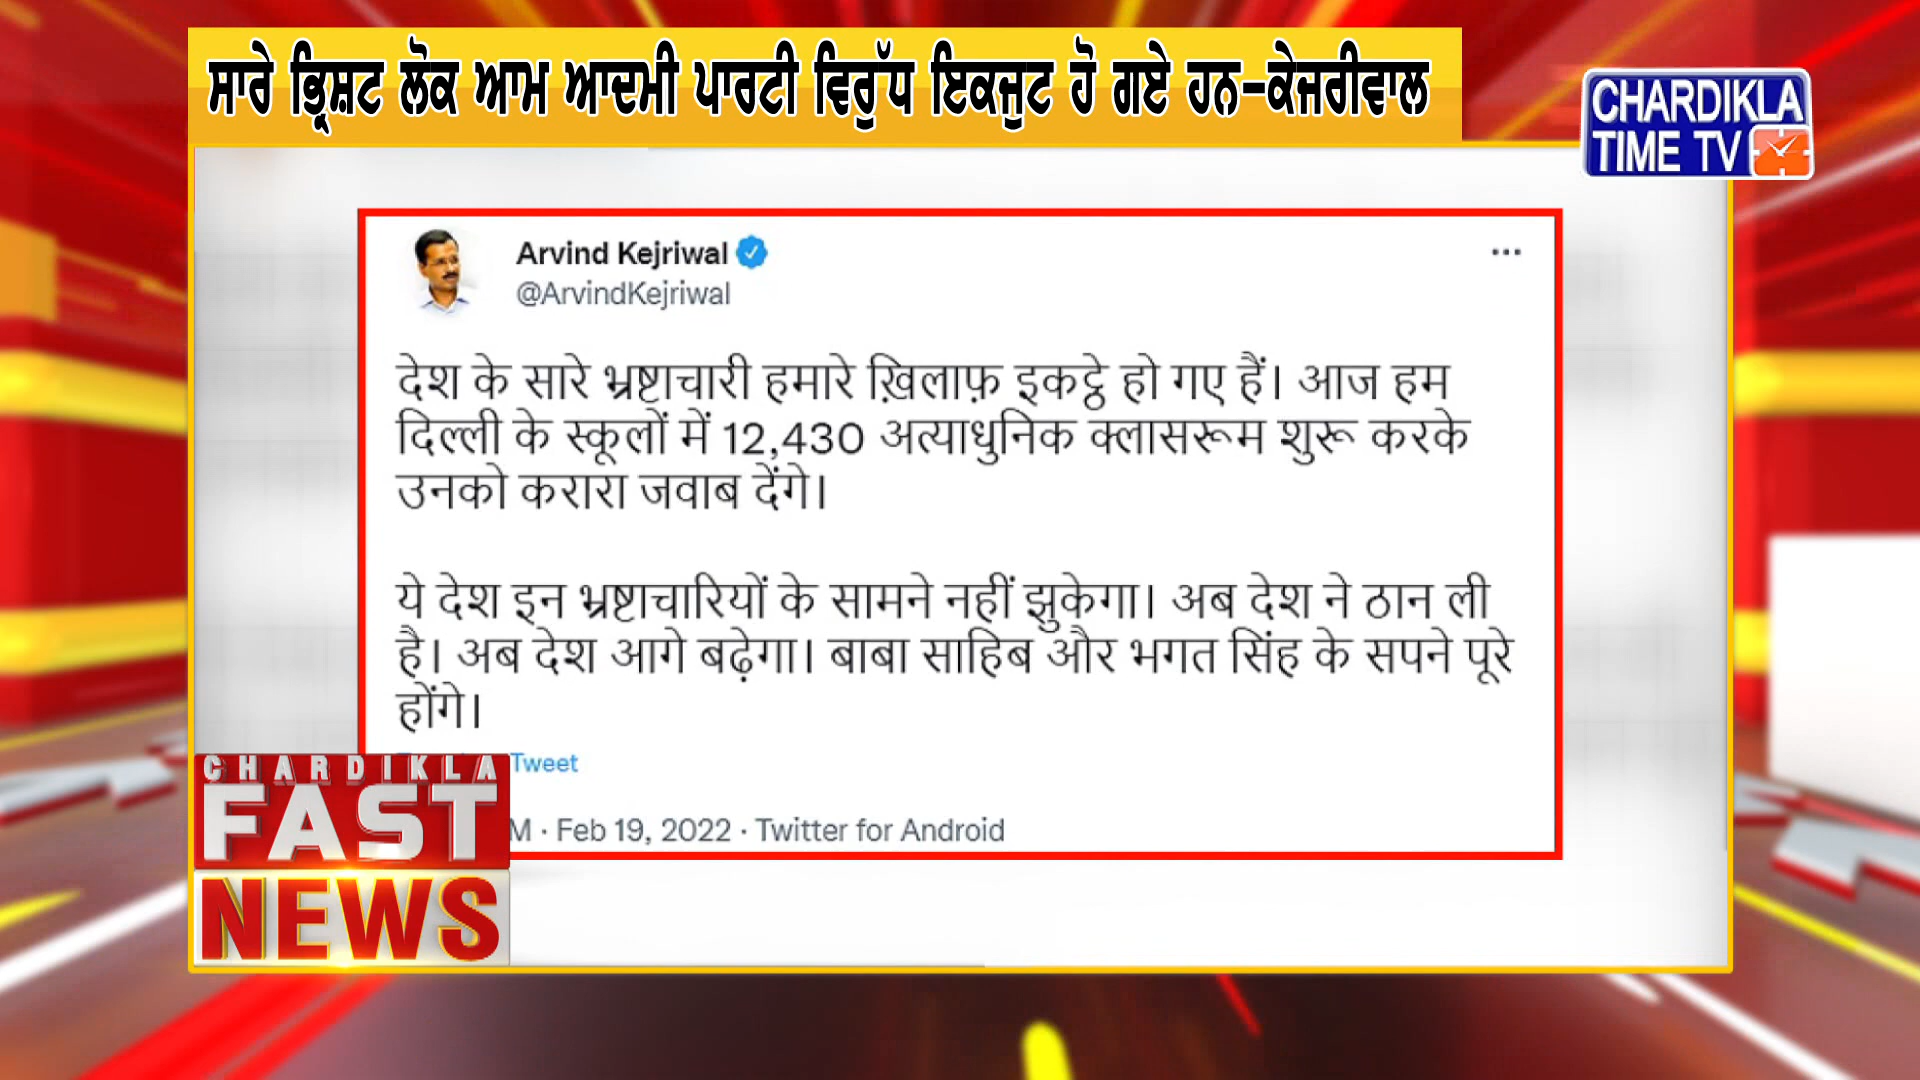 ਸਾਰੇ ਭ੍ਰਿਸ਼ਟ ਲੋਕ ਆਮ ਆਦਮੀ ਪਾਰਟੀ ਵਿਰੁੱਧ ਇਕਜੁਟ ਹੋ ਗਏ ਹਨ-ਕੇਜਰੀਵਾਲ
CHARDIKLA
TIME TV
Arvind Kejriwal
@ArvindKejriwal
देश के सारे भ्रष्टाचारी हमारे ख़िलाफ़ इकट्ठे हो गए हैं। आज हम
दिल्ली के स्कूलों में 12,430 अत्याधुनिक क्लासरूम शुरू करके
उनको करारा जवाब देंगे।
ये देश इन भ्रष्टाचारियों के सामने नहीं झुकेगा। अब देश ने ठान ली
है। अब देश आगे बढ़ेगा। बाबा साहिब और भगत सिंह के सपने पूरे
होंगे।
Tweet
M · Feb 19, 2022 · Twitter for Android
CHARDIKLA
FAST
NEWS